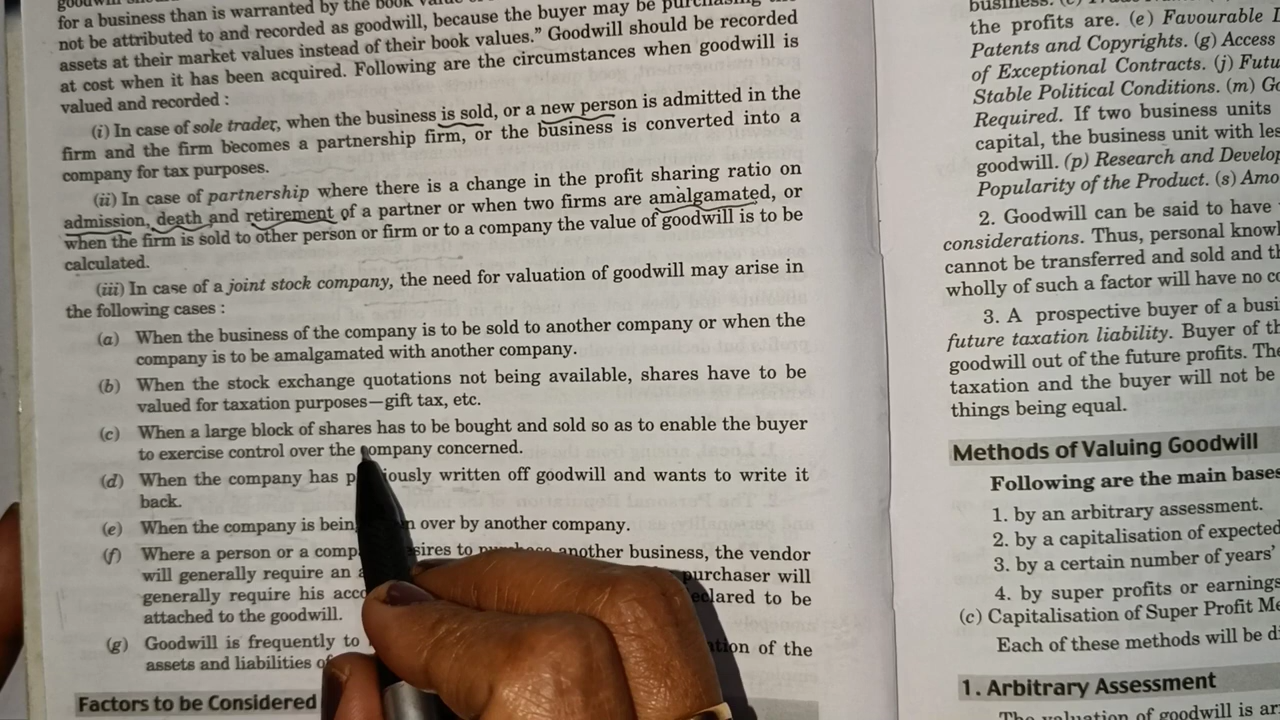 for a business than is warranted by the book
not be attributed to and recorded as goodwill, because the buyer may be purchasing
assets at their market values instead of their book values." Goodwill should be recorded
at cost when it has been acquired. Following are the circumstances when goodwill is
valued and recorded :
(i) In case of sole trader, when the business is sold, or a new person is admitted in the
firm and the firm becomes a partnership firm, or the business is converted into a
company for tax purposes.
(ii) In case of partnership where there is a change in the profit sharing ratio on
admission, death and retirement of a partner or when two firms are amalgamated, or
when the firm is sold to other person or firm or to a company the value of goodwill is to be
calculated.
(iii) In case of a joint stock company, the need for valuation of goodwill may arise in
the following cases :
(a) When the business of the company is to be sold to another company or when the
company is to be amalgamated with another company.
(b) When the stock exchange quotations not being available, shares have to be
valued for taxation purposes—gift tax, etc.
(c) When a large block of shares has to be bought and sold so as to enable the buyer
to exercise control over the company concerned.
(d) When the company has previously written off goodwill and wants to write it
back.
(e) When the company is being over by another company.
(f) Where a person or a another business, the vendor
will generally require an purchaser will
generally require his to be
attached to the goodwill.
(g) Goodwill is frequently to of the
assets and liabilities of
Factors to be Considered
business.
the profits are. (e) Favourable
Patents and Copyrights. (g) Access
of Exceptional Contracts. (j)
Stable Political Conditions. (m)
Required. If two business units
capital, the business unit with
goodwill. (p) Research and
Popularity of the Product. (s)
2. Goodwill can be said to have
considerations. Thus, personal
cannot be transferred and sold and
wholly of such a factor will have no
3. A prospective buyer of a
future taxation liability. Buyer of
goodwill out of the future profits.
taxation and the buyer will not be
things being equal.
Methods of Valuing Goodwill
Following are the main bases
1. by an arbitrary assessment.
2. by a capitalisation of expected
3. by a certain number of years'
4. by super profits or earnings
(c) Capitalisation of Super Profit
Each of these methods will be
1. Arbitrary Assessment
The valuation of goodwill is